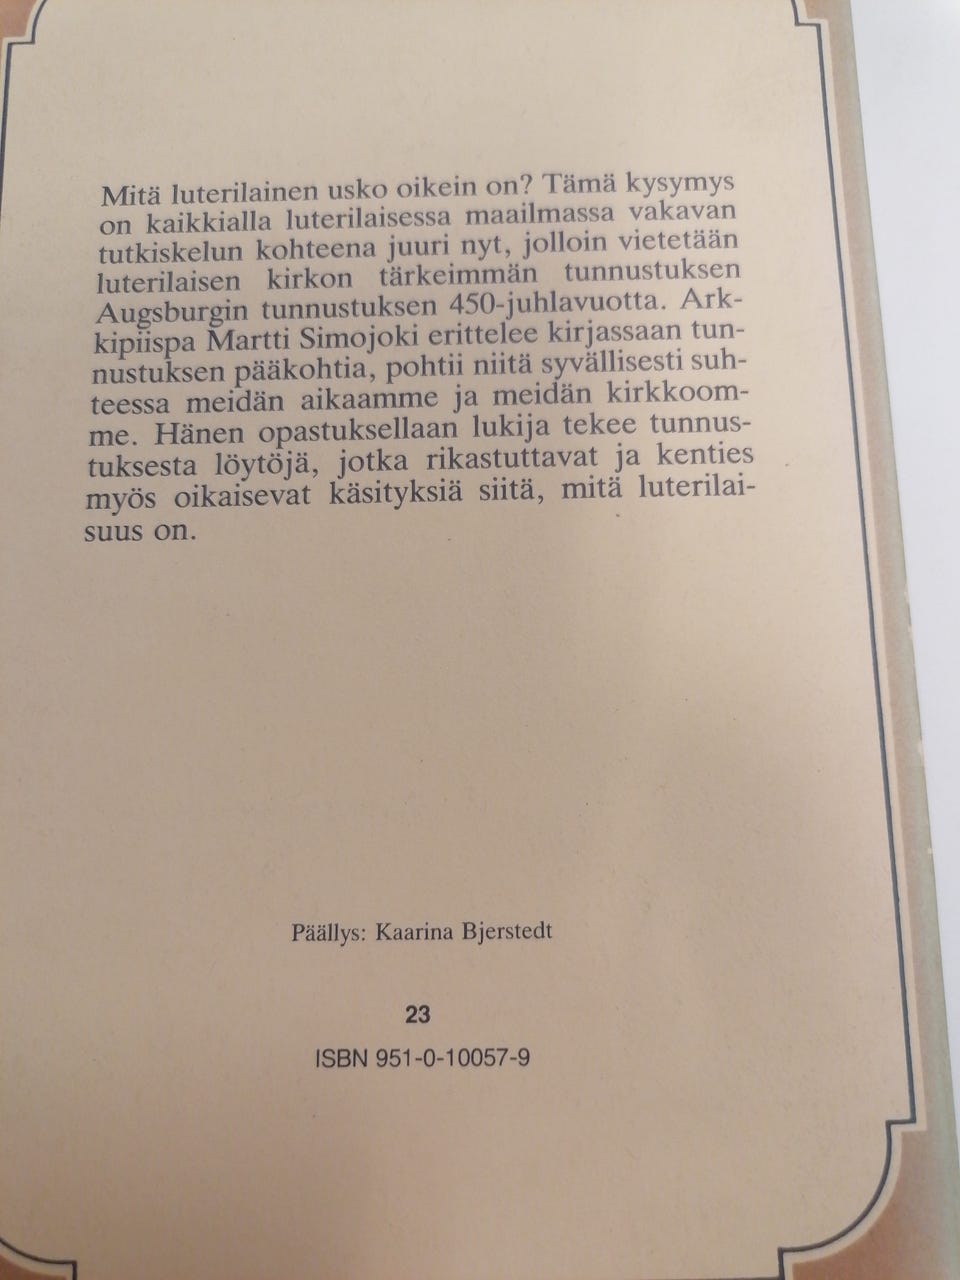 Mitä luterilainen usko oikein on? Tämä kysymys
on kaikkialla luterilaisessa maailmassa vakavan
tutkiskelun kohteena juuri nyt, jolloin vietetään
luterilaisen kirkon tärkeimmän tunnustuksen
Augsburgin tunnustuksen 450-juhlavuotta. Ark-
kipiispa Martti Simojoki erittelee kirjassaan tun-
nustuksen pääkohtia, pohtii niitä syvällisesti suh-
teessa meidän aikaamme ja meidän kirkkoom-
me. Hänen opastuksellaan lukija tekee tunnus-
tuksesta löytöjä, jotka rikastuttavat ja kenties
myös oikaisevat käsityksiä siitä, mitä luterilai-
suus on.
Päällys: Kaarina Bjerstedt
23
ISBN 951-0-10057-9